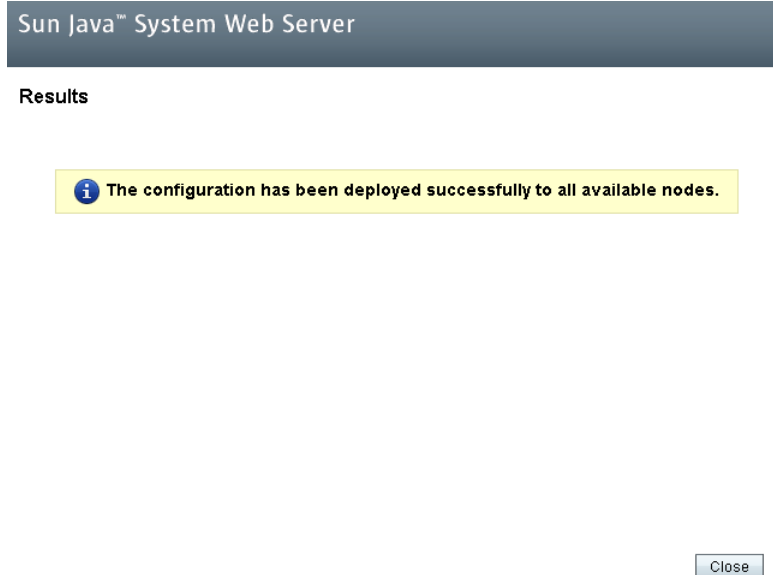 Sun Java™ System Web Server
Results
The configuration has been deployed successfully to all available nodes.
Close